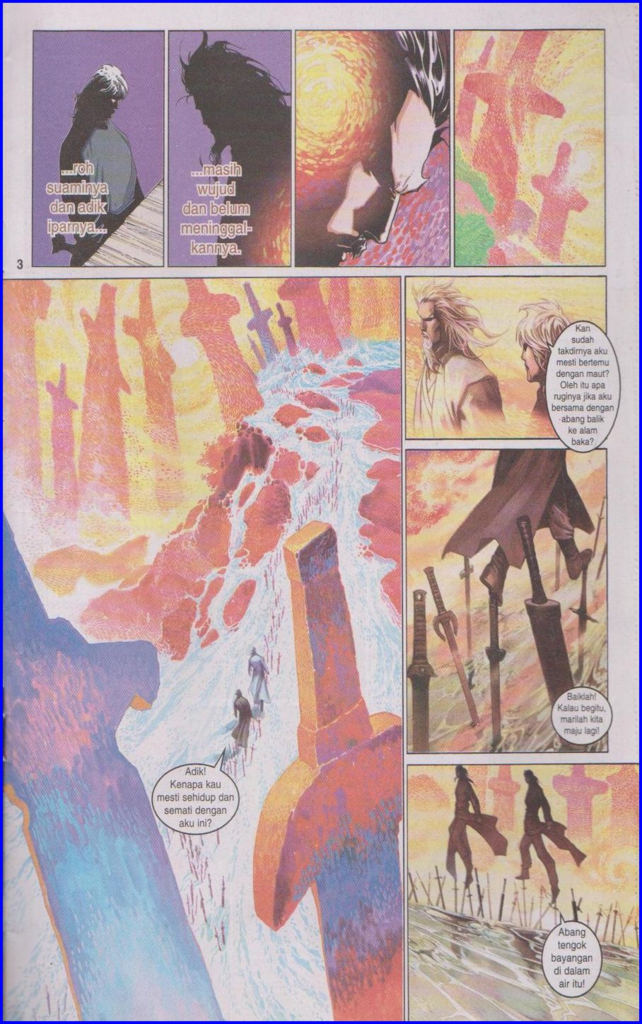 ...roh
suaminya
dan adik
iparnya...
...masih
wujud
dan belum
meninggal-
kannya.
3
Kan
sudah
takdirnya aku
mesti bertemu
dengan maut?
Oleh itu apa
ruginya jika aku
bersama dengan
abang balik
ke alam
baka?
Baiklah!
Kalau begitu,
marilah kita
maju lagi!
Adik!
Kenapa kau
mesti sehidup dan
semati dengan
aku ini?
Abang
tengok
bayangan
di dalam
air itu!